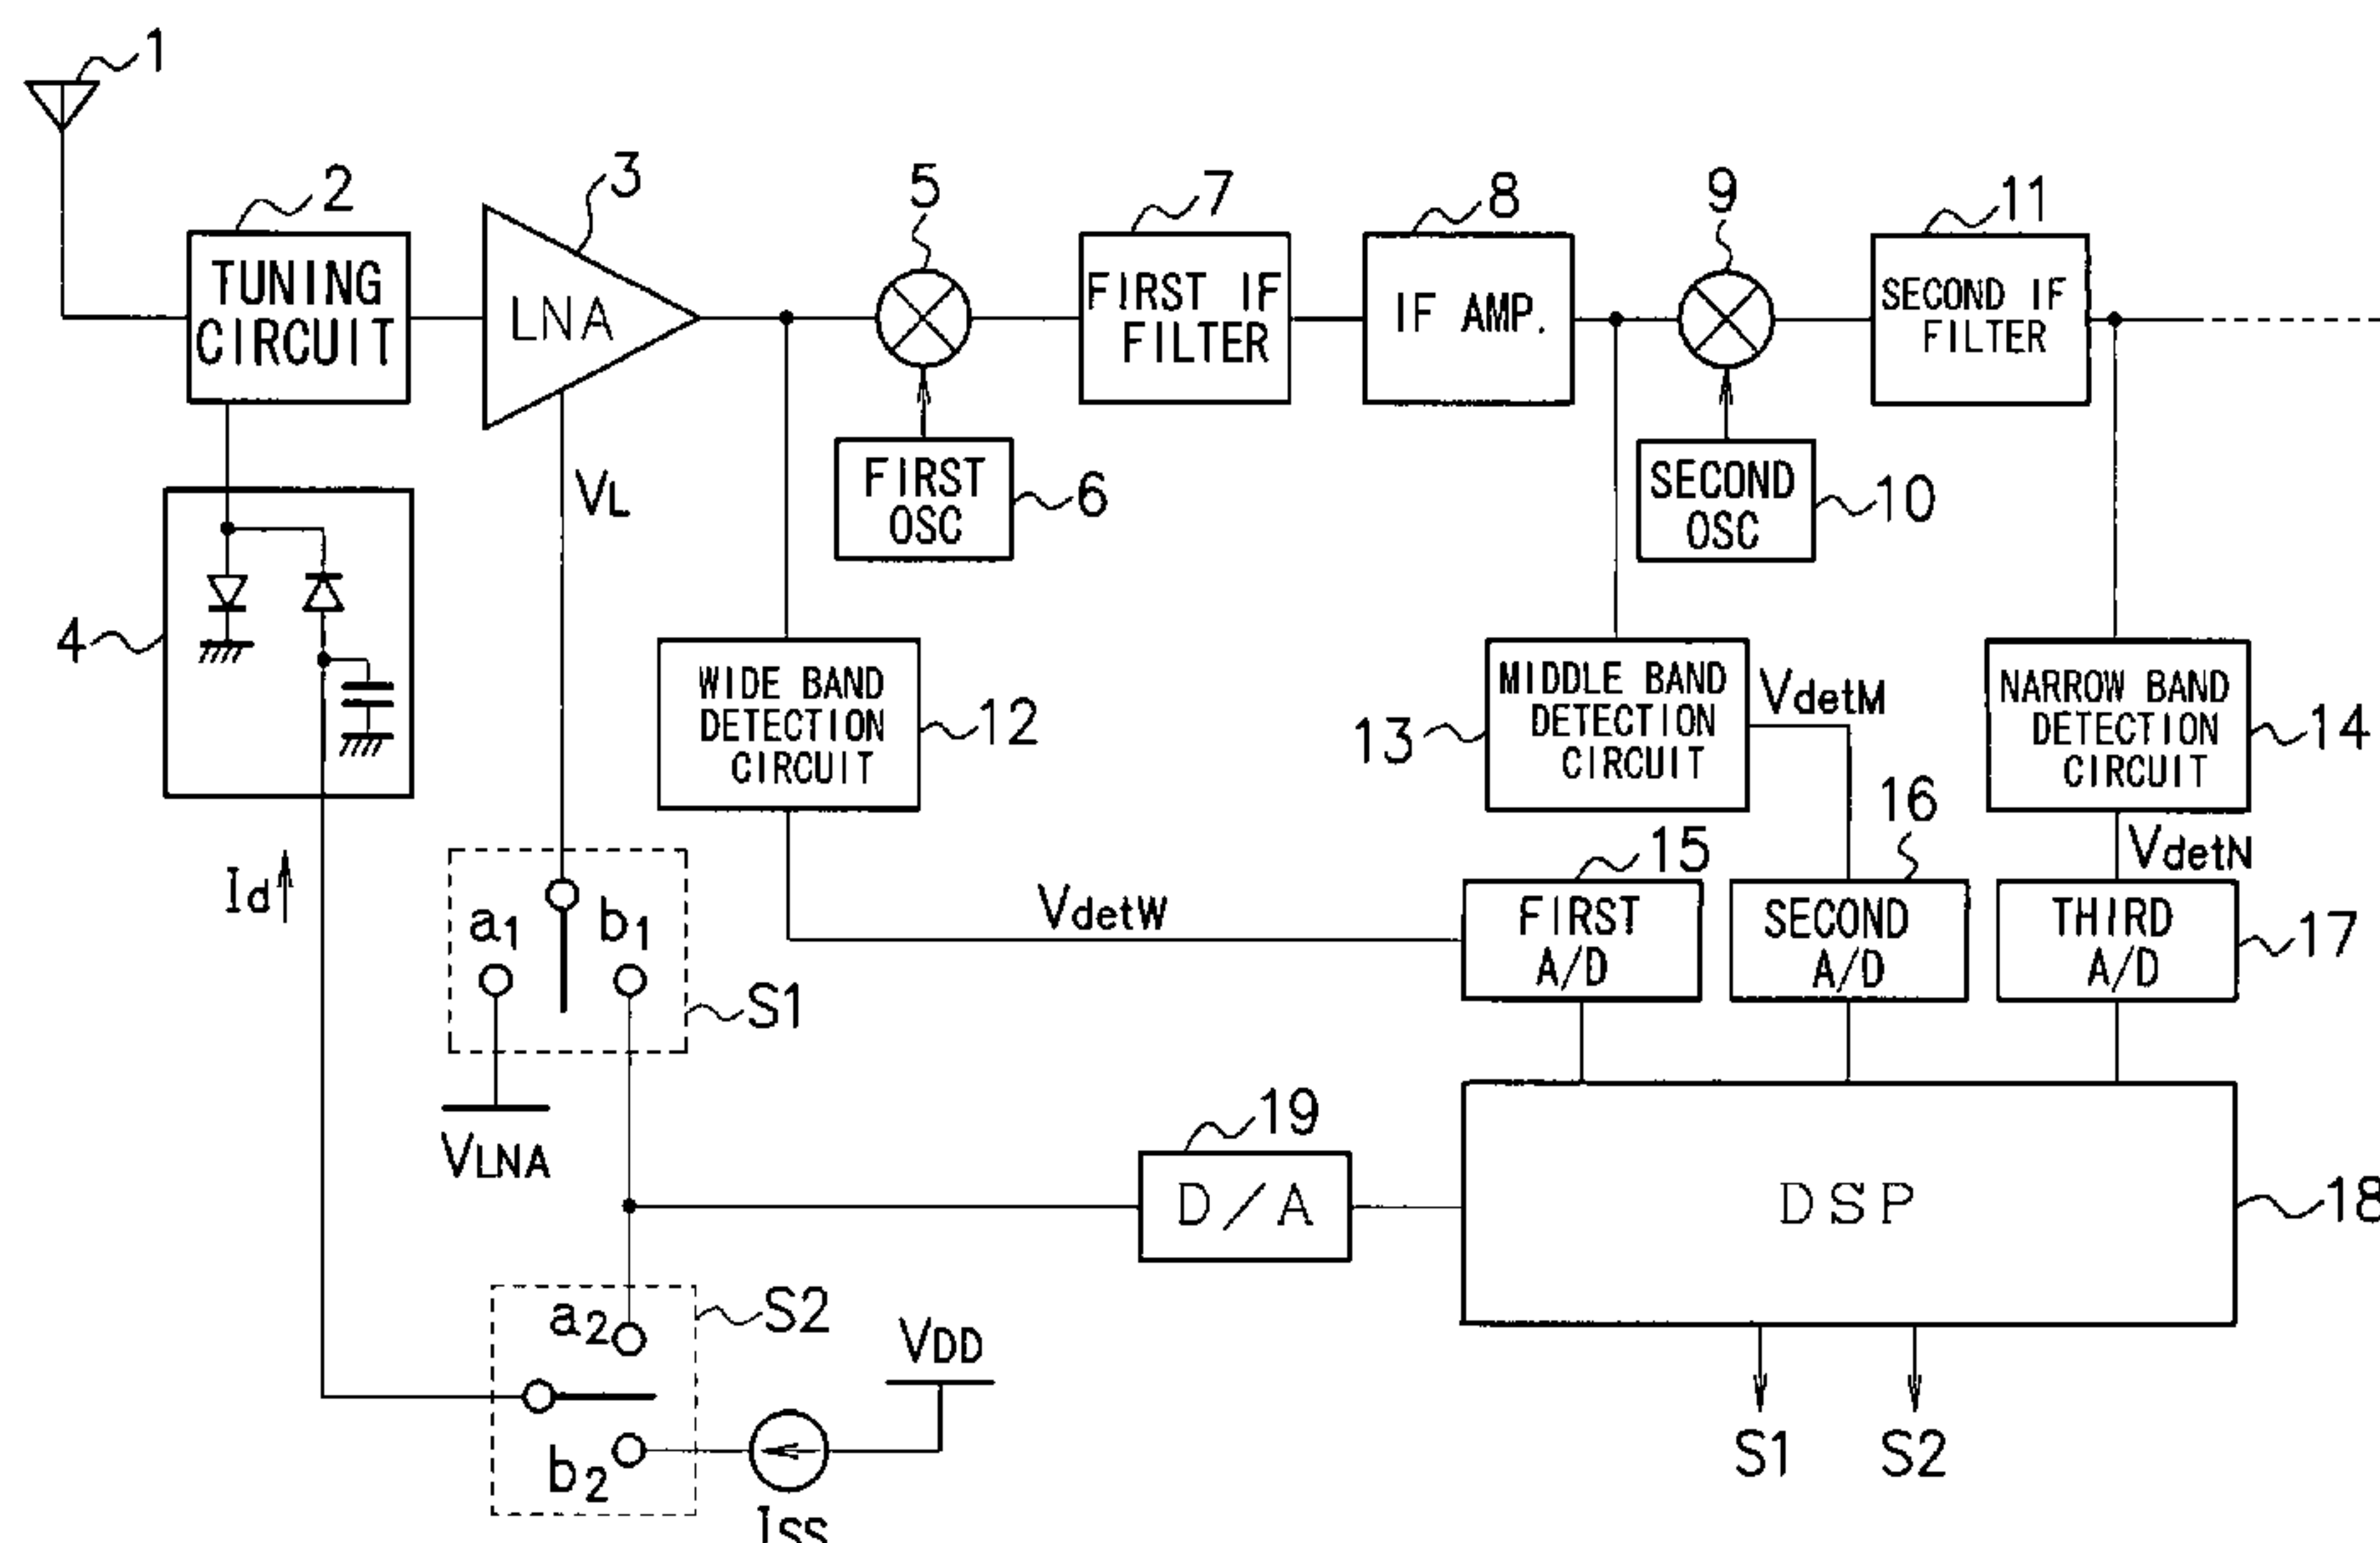 1
2
3
5
7
8
9
11
TUNING
CIRCUIT
LNA
FIRST IF
FILTER
IF AMP.
SECOND IF
FILTER
VL
FIRST
OSC
6
SECOND
OSC
10
4
WIDE BAND
DETECTION
CIRCUIT
12
13
MIDDLE BAND
DETECTION
CIRCUIT
VdetM
NARROW BAND
DETECTION
CIRCUIT
14
16
15
VdetN
Id
a1
b1
S1
VdetW
FIRST
A/D
SECOND
A/D
THIRD
A/D
17
VLNA
19
D/A
DSP
18
a2
S2
VDD
b2
ISS
S1
S2